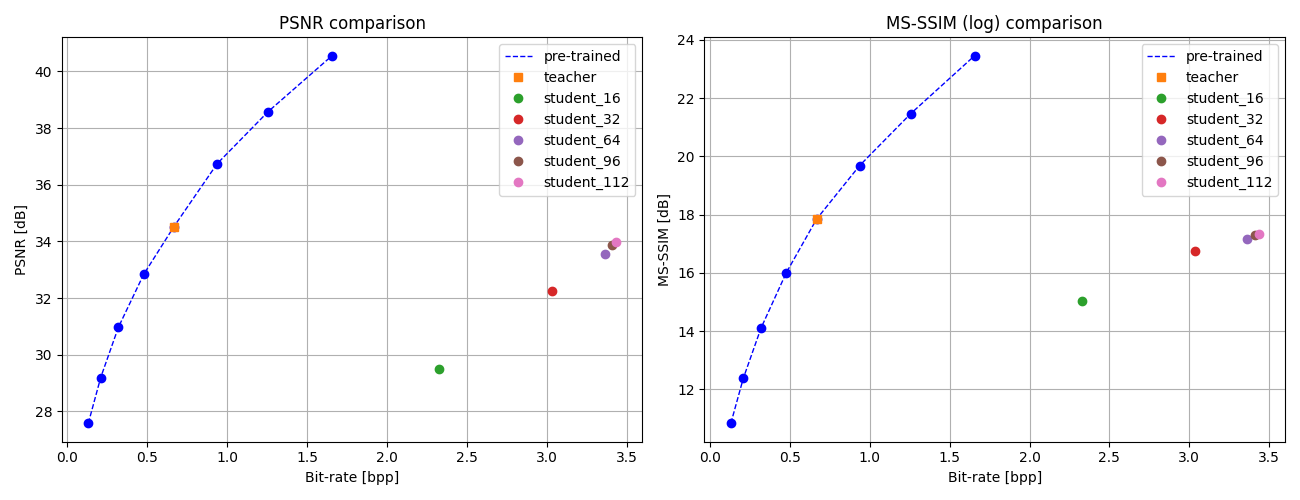 PSNR comparison
PSNR [dB]
40
38
36
34
32
30
28
pre-trained
teacher
student_16
student_32
student_64
student_96
student_112
0.0 0.5 1.0 1.5 2.0 2.5 3.0 3.5
Bit-rate [bpp]
MS-SSIM (log) comparison
MS-SSIM [dB]
24
22
20
18
16
14
12
pre-trained
teacher
student_16
student_32
student_64
student_96
student_112
0.0 0.5 1.0 1.5 2.0 2.5 3.0 3.5
Bit-rate [bpp]